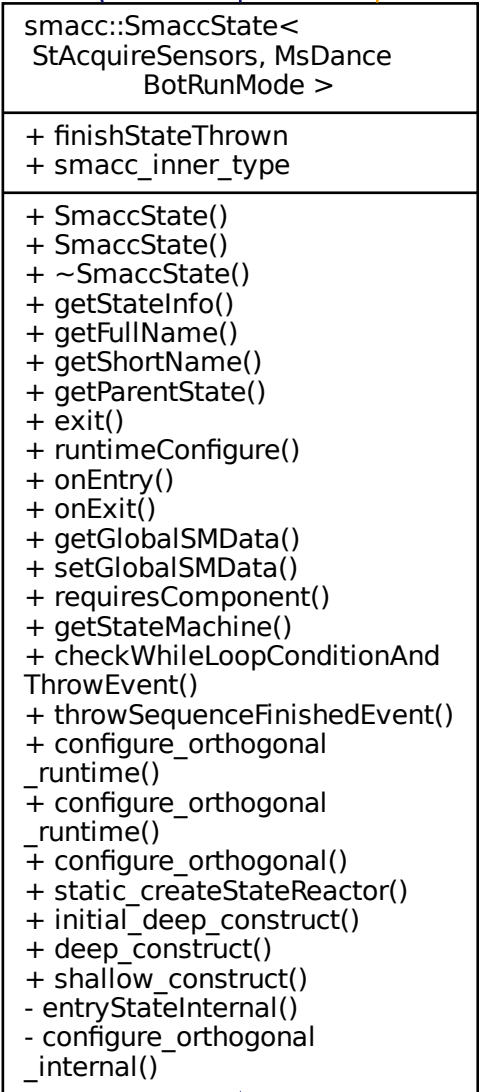 smacc::SmaccState<
StAcquireSensors, MsDance
BotRunMode >
+ finishStateThrown
+ smacc_inner_type
+ SmaccState()
+ SmaccState()
+ ~SmaccState()
+ getStateInfo()
+ getFullName()
+ getShortName()
+ getParentState()
+ exit()
+ runtimeConfigure()
+ onEntry()
+ onExit()
+ getGlobalSMData()
+ setGlobalSMData()
+ requiresComponent()
+ getStateMachine()
+ checkWhileLoopConditionAnd
ThrowEvent()
+ throwSequenceFinishedEvent()
+ configure_orthogonal
_runtime()
+ configure_orthogonal
_runtime()
+ configure_orthogonal()
+ static_createStateReactor()
+ initial_deep_construct()
+ deep_construct()
+ shallow_construct()
- entryStateInternal()
- configure_orthogonal
_internal()